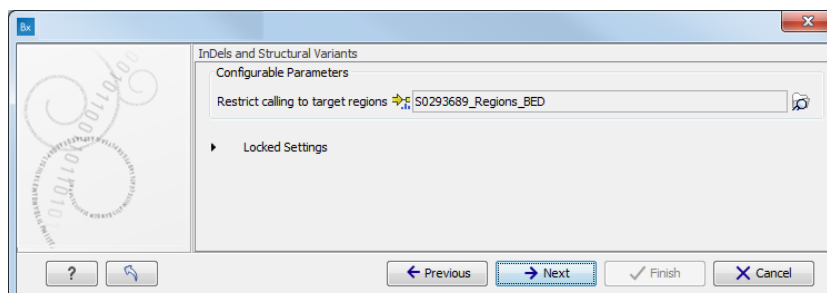 Bx
X
InDels and Structural Variants
Configurable Parameters
Restrict calling to target regions S0293689_Regions_BED
Locked Settings
? Previous Next Finish Cancel